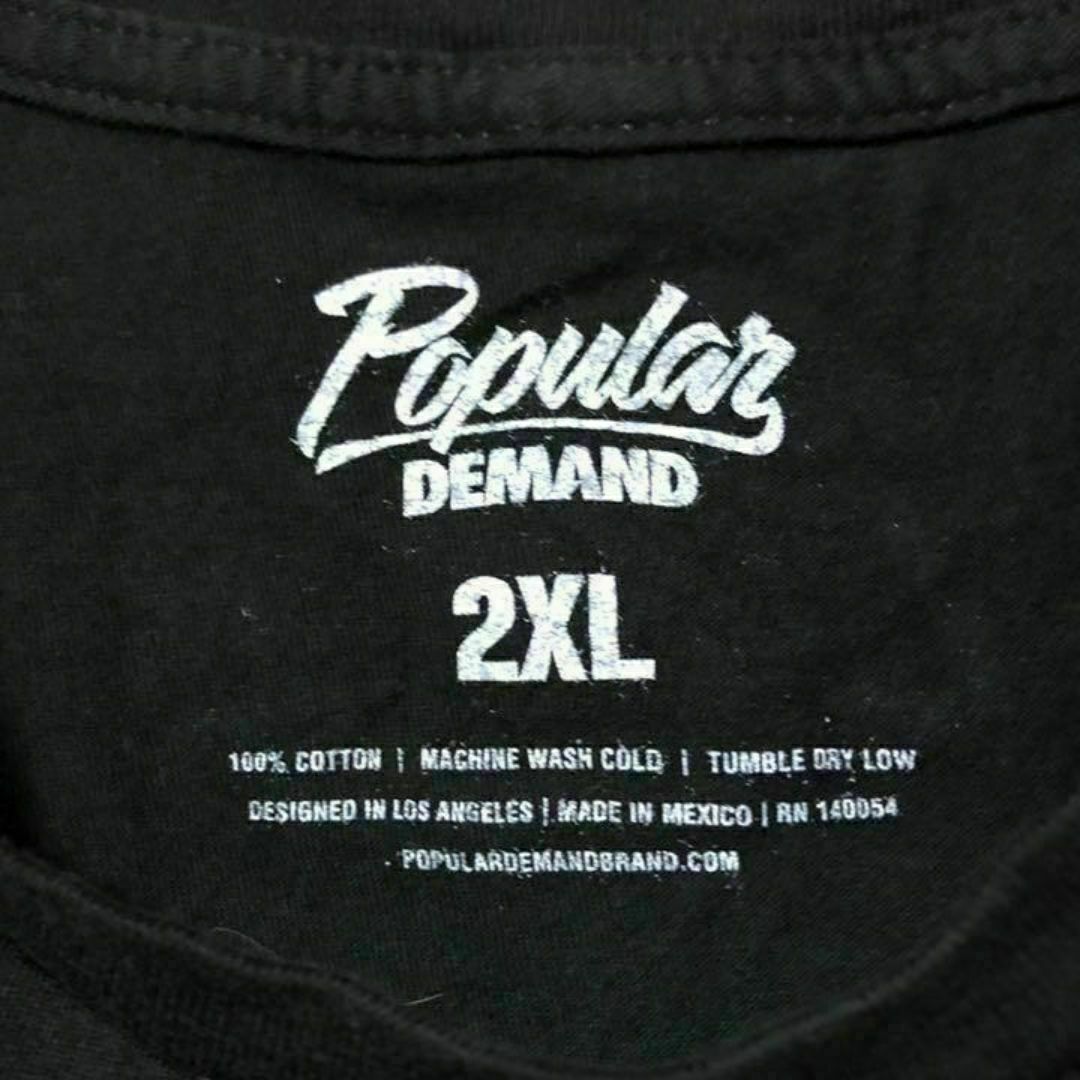 Popular
DEMAND
2XL
100% COTTON | MACHINE WASH COLD | TUMBLE DRY LOW
DESIGNED IN LOS ANGELES | MADE IN MEXICO | RN 140054
POPULARDEMANDBRAND.COM